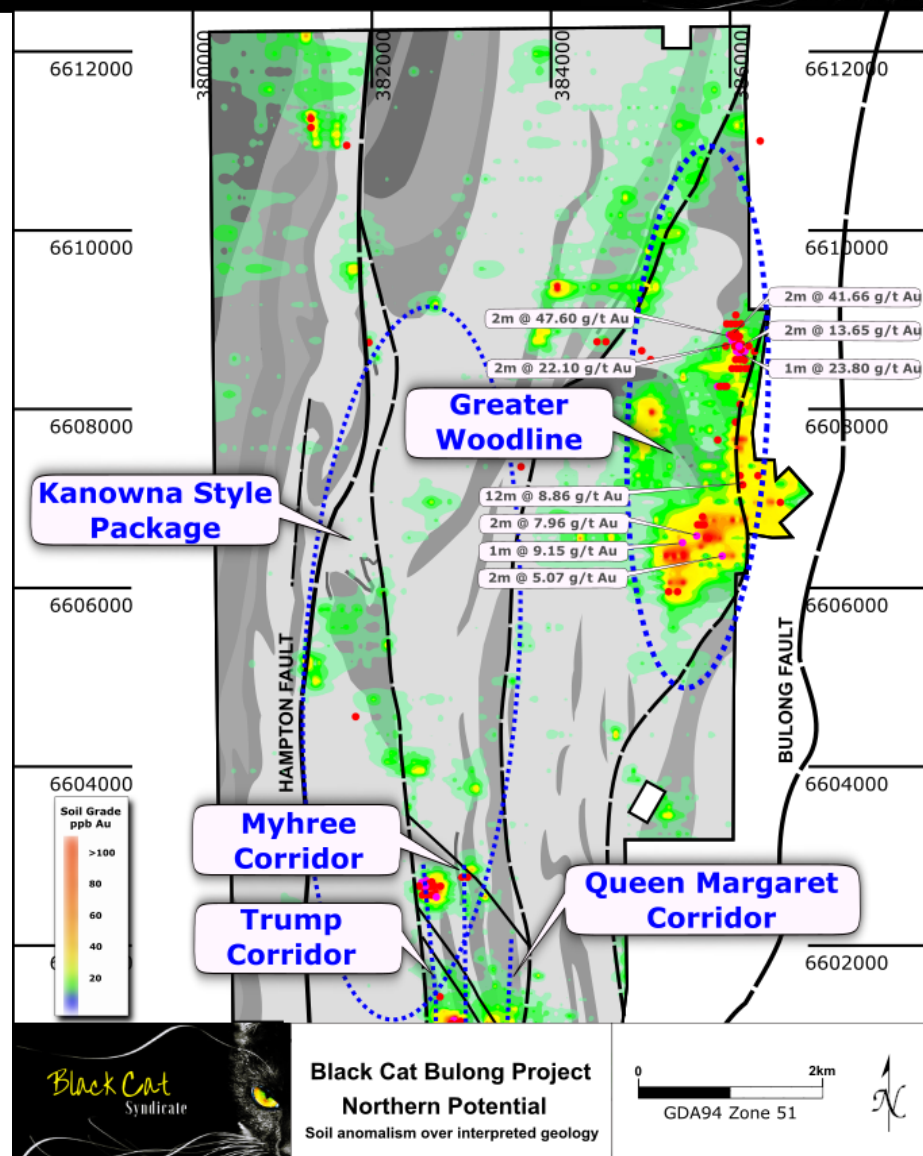 380000
382000
384000
386000
6612000
6612000
6610000
6610000
2m @ 41.66 g/t Au
2m @ 47.60 g/t Au
2m @ 13.65 g/t Au
2m @ 22.10 g/t Au
1m @ 23.80 g/t Au
Greater
Woodline
6608000
6608000
Kanowna Style
Package
12m @ 8.86 g/t Au
2m @ 7.96 g/t Au
1m @ 9.15 g/t Au
2m @ 5.07 g/t Au
6606000
6606000
HAMPTON FAULT
BULONG FAULT
6604000
6604000
Soil Grade
ppb Au
>100
80
60
40
20
Myhree
Corridor
Queen Margaret
Corridor
Trump
Corridor
6602000
Black Cat
Syndicate
Black Cat Bulong Project
Northern Potential
Soil anomalism over interpreted geology
0
2km
GDA94 Zone 51
N